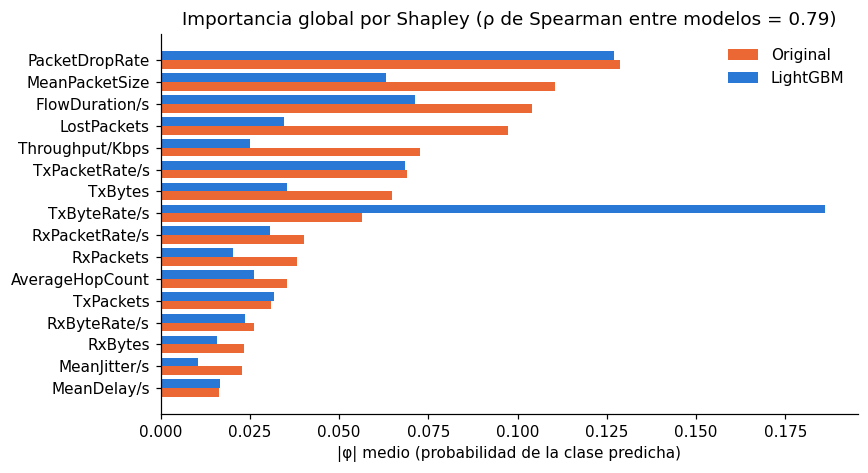 Importancia global por Shapley (ρ de Spearman entre modelos = 0.79)
Original
LightGBM
PacketDropRate
MeanPacketSize
FlowDuration/s
LostPackets
Throughput/Kbps
TxPacketRate/s
TxBytes
TxByteRate/s
RxPacketRate/s
RxPackets
AverageHopCount
TxPackets
RxByteRate/s
RxBytes
MeanJitter/s
MeanDelay/s
0.000 0.025 0.050 0.075 0.100 0.125 0.150 0.175
|φ| medio (probabilidad de la clase predicha)